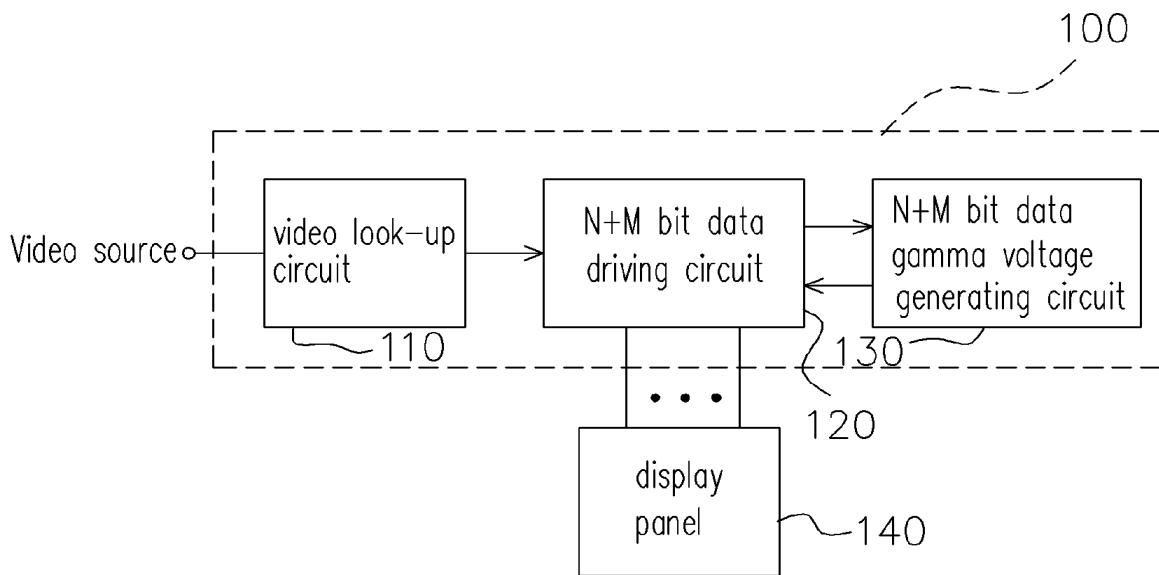 100
Video source
video look-up
circuit
110
N+M bit data
driving circuit
120
N+M bit data
gamma voltage
generating circuit
130
display
panel
140